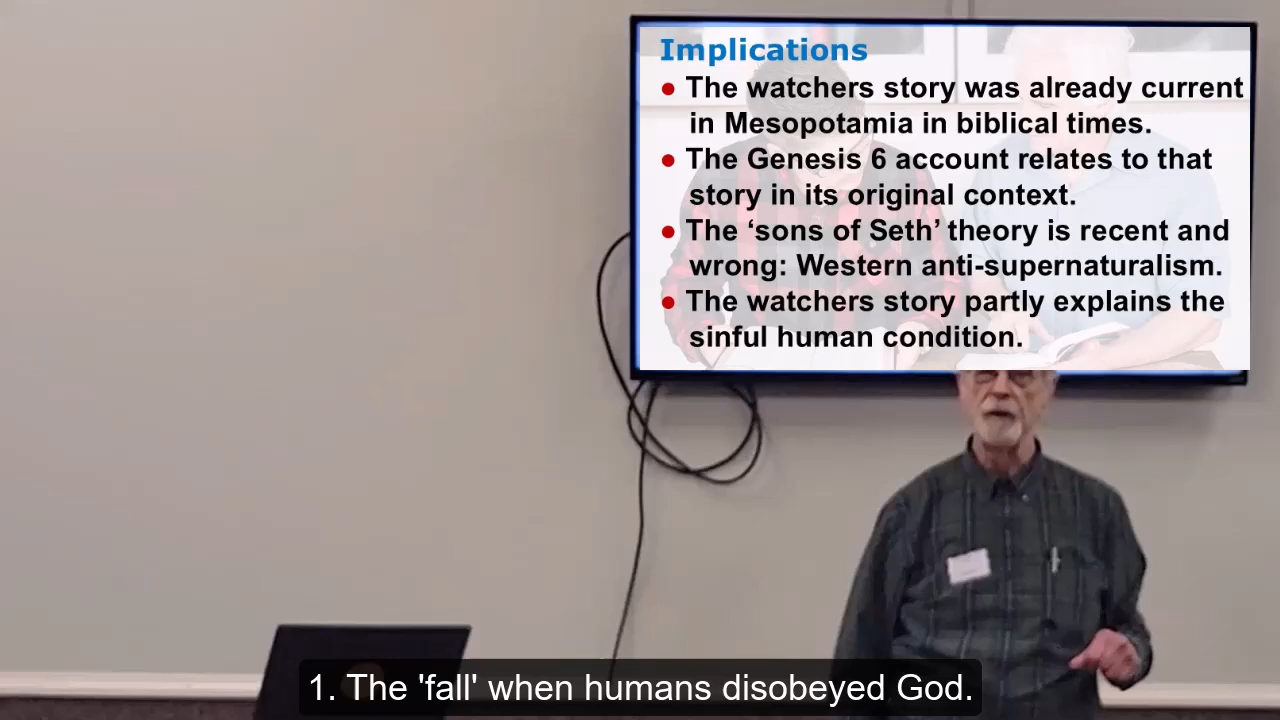 Implications
● The watchers story was already current
in Mesopotamia in biblical times.
● The Genesis 6 account relates to that
story in its original context.
● The ‘sons of Seth’ theory is recent and
wrong: Western anti-supernaturalism.
● The watchers story partly explains the
sinful human condition.
1. The 'fall' when humans disobeyed God.